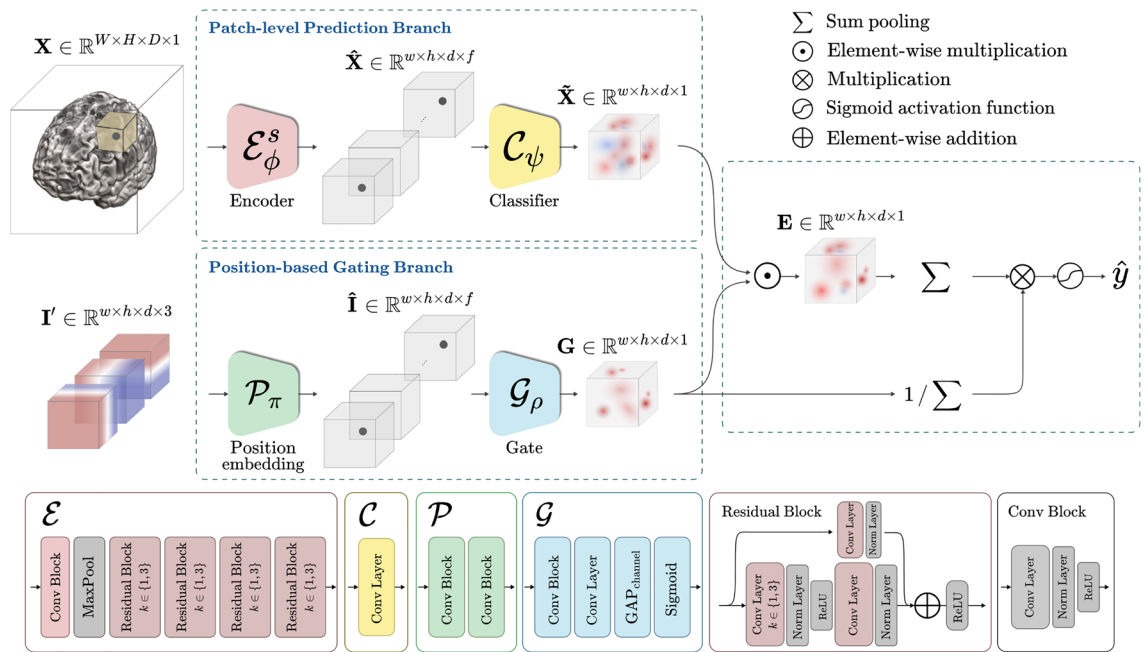 Patch-level Prediction Branch
X ∈ ℝ^{W×H×D×1}
X̂ ∈ ℝ^{w×h×d×f}
X̃ ∈ ℝ^{w×h×d×1}
ℰ^s_ϕ
Encoder
...
𝒞_ψ
Classifier
∑ Sum pooling
⊙ Element-wise multiplication
⊗ Multiplication
Sigmoid activation function
⊕ Element-wise addition
Position-based Gating Branch
I′ ∈ ℝ^{w×h×d×3}
Î ∈ ℝ^{w×h×d×f}
G ∈ ℝ^{w×h×d×1}
𝒫_π
Position
embedding
...
𝒢_ρ
Gate
E ∈ ℝ^{w×h×d×1}
⊙
∑
⊗
ŷ
1/∑
ℰ
Conv Block
MaxPool
Residual Block
k ∈ {1, 3}
Residual Block
k ∈ {1, 3}
Residual Block
k ∈ {1, 3}
Residual Block
k ∈ {1, 3}
𝒞
Conv Layer
𝒫
Conv Block
Conv Block
𝒢
Conv Block
Conv Layer
GAP_channel
Sigmoid
Residual Block
Conv Layer
Norm Layer
Conv Layer
k ∈ {1, 3}
Norm Layer
ReLU
Conv Layer
Norm Layer
⊕
ReLU
Conv Block
Conv Layer
Norm Layer
ReLU